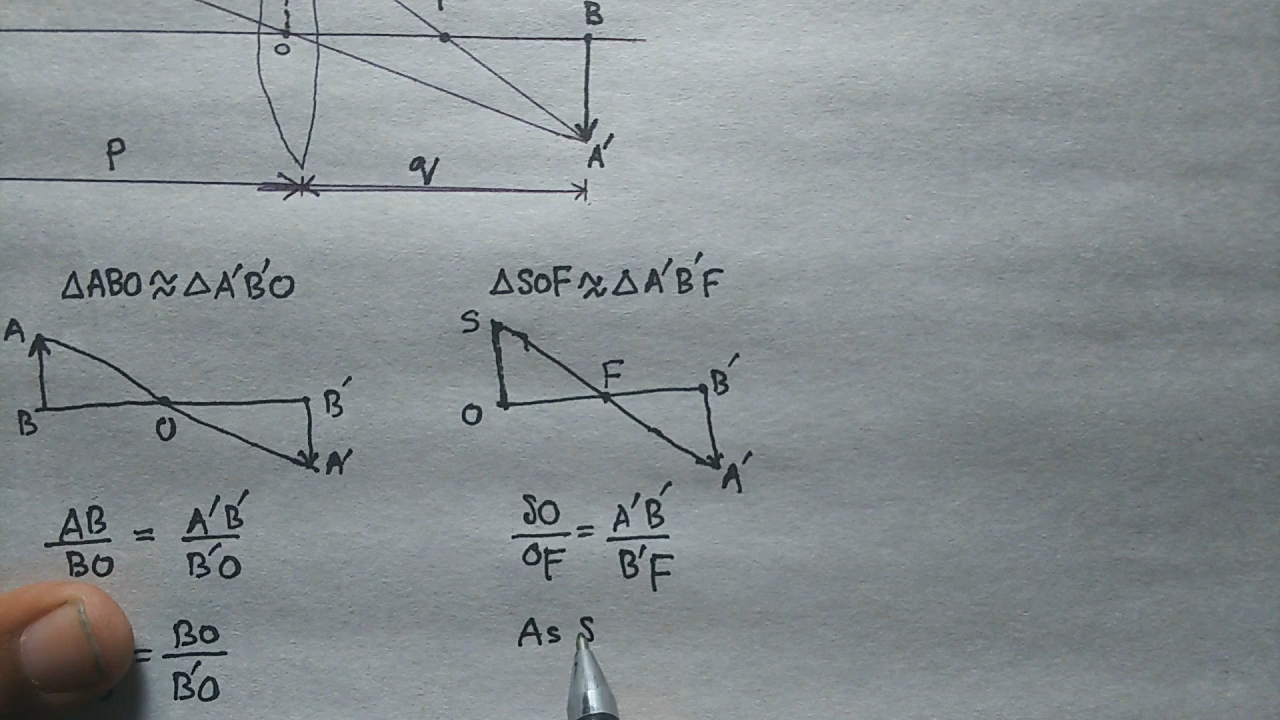 B
O
A′
P
q
ΔABO≈ΔA′B′O
A
B′
B
O
A′
AB/BO = A′B′/B′O
= BO/B′O
ΔSOF≈ΔA′B′F
S
F
B′
O
A′
SO/OF = A′B′/B′F
As S